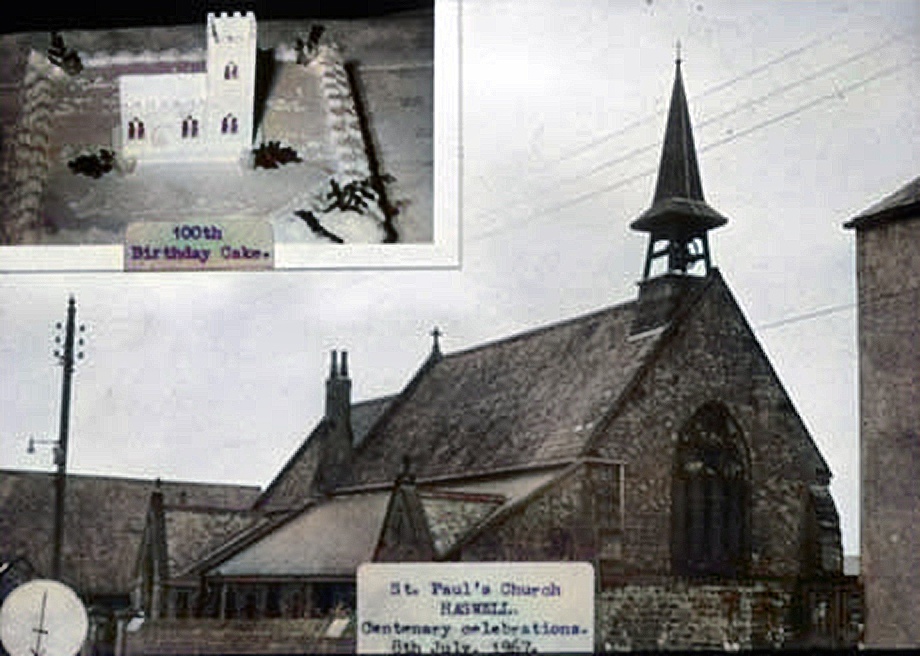 100th
Birthday Cake.
St. Paul's Church
HASWELL.
Centenary celebrations.
8th July, 1967.